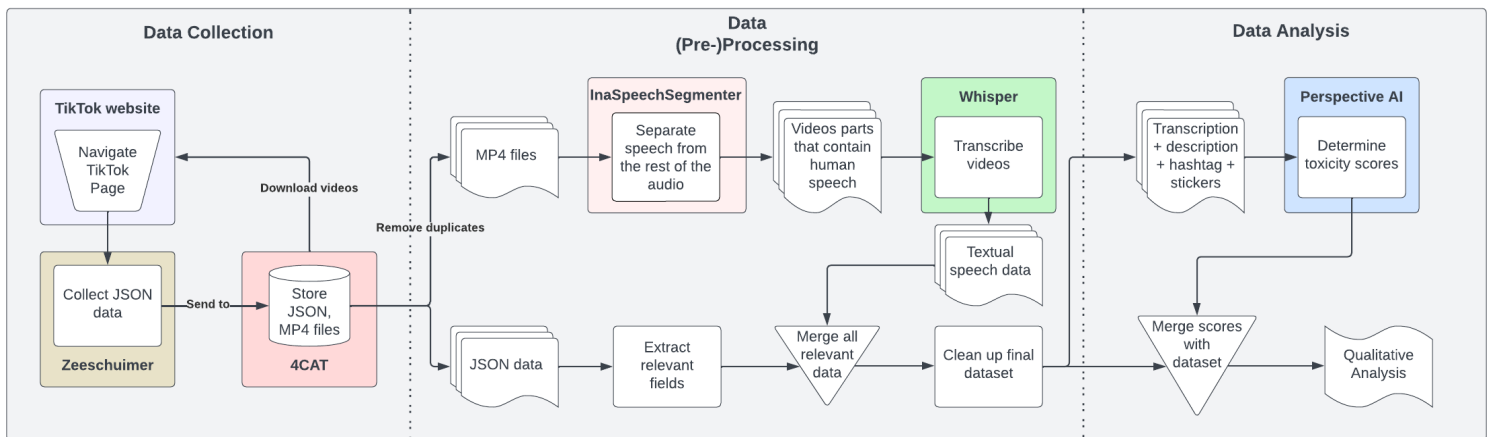 Data Collection
Data
(Pre-)Processing
Data Analysis
TikTok website
Navigate
TikTok
Page
Download videos
Collect JSON
data
Zeeschuimer
Send to
Store
JSON,
MP4 files
4CAT
Remove duplicates
MP4 files
InaSpeechSegmenter
Separate
speech from
the rest of the
audio
Videos parts
that contain
human
speech
Whisper
Transcribe
videos
Textual
speech data
JSON data
Extract
relevant
fields
Merge all
relevant
data
Clean up final
dataset
Transcription
+ description
+ hashtag +
stickers
Perspective AI
Determine
toxicity scores
Merge scores
with
dataset
Qualitative
Analysis